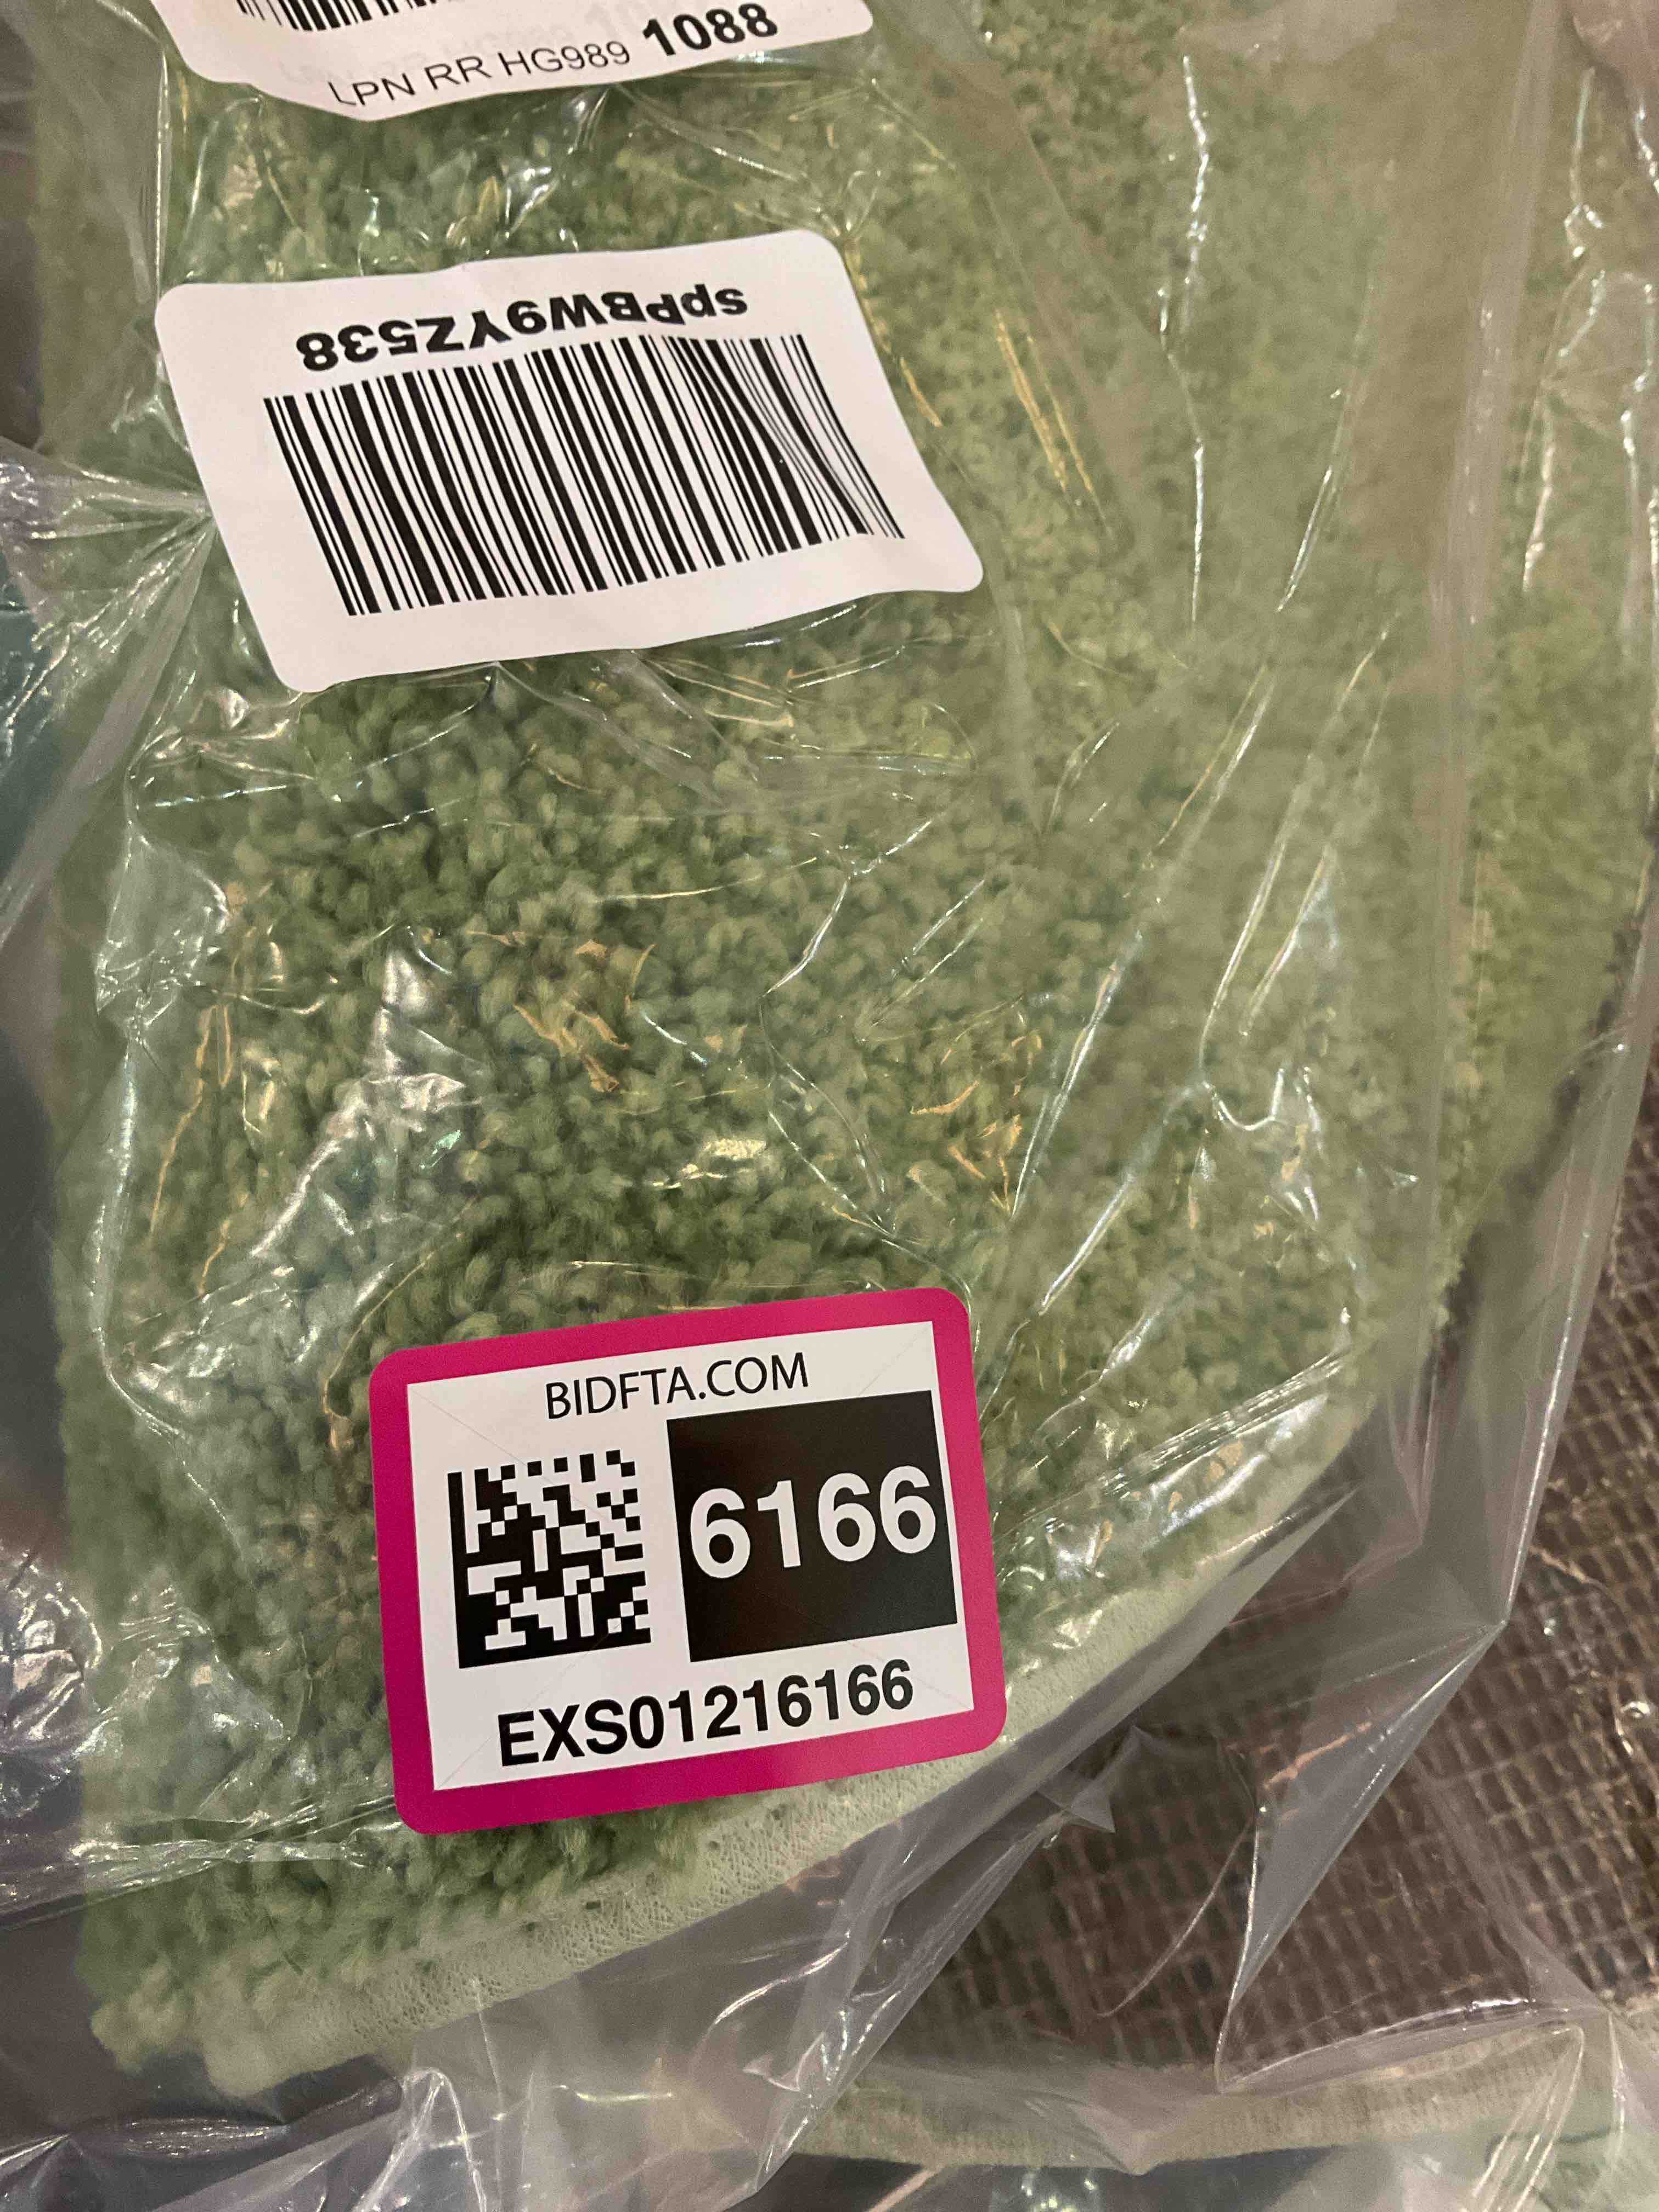 LPN RR HG989 1088
spPBW9YZ538
BIDFTA.COM
6166
EXS01216166